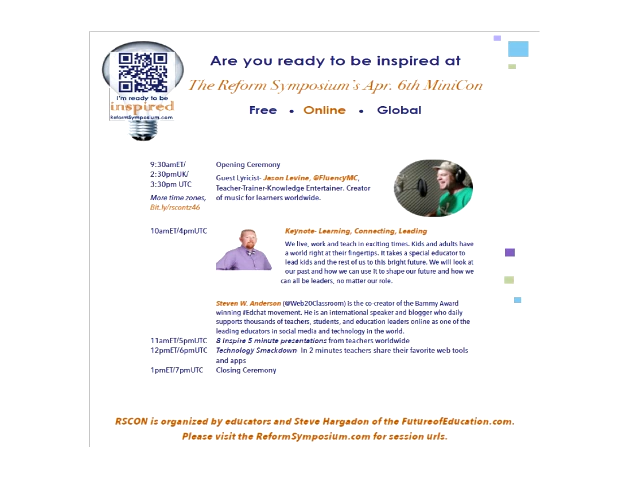 Are you ready to be inspired at
The Reform Symposium's Apr. 6th MiniCon
Free • Online • Global
I'm ready to be
inspired
ReformSymposium.com
9:30amET/
2:30pmUK/
3:30pm UTC
More time zones,
Bit.ly/rscontz46
Opening Ceremony
Guest Lyricist- Jason Levine, @FluencyMC,
Teacher-Trainer-Knowledge Entertainer. Creator
of music for learners worldwide.
10amET/4pmUTC
Keynote- Learning, Connecting, Leading
We live, work and teach in exciting times. Kids and adults have
a world right at their fingertips. It takes a special educator to
lead kids and the rest of us to this bright future. We will look at
our past and how we can use it to shape our future and how we
can all be leaders, no matter our role.
Steven W. Anderson (@Web20Classroom) is the co-creator of the Bammy Award
winning #Edchat movement. He is an international speaker and blogger who daily
supports thousands of teachers, students, and education leaders online as one of the
leading educators in social media and technology in the world.
11amET/5pmUTC 8 Inspire 5 minute presentations from teachers worldwide
12pmET/6pmUTC Technology Smackdown In 2 minutes teachers share their favorite web tools
and apps
1pmET/7pmUTC Closing Ceremony
RSCON is organized by educators and Steve Hargadon of the FutureofEducation.com.
Please visit the ReformSymposium.com for session urls.